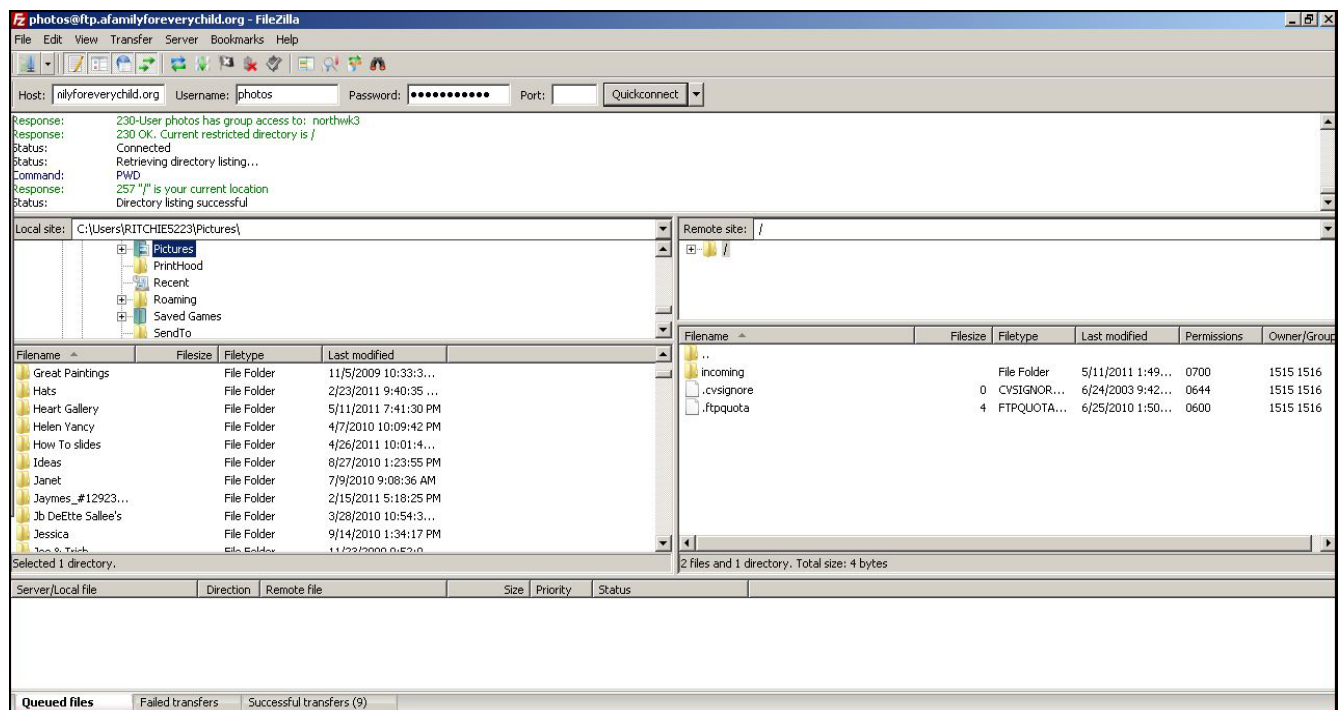 photos@ftp.afamilyforeverychild.org - FileZilla
File Edit View Transfer Server Bookmarks Help
Host: nilyforeverychild.org Username: photos Password: ●●●●●●●●●●● Port: Quickconnect
Response: 230-User photos has group access to: northwk3
Response: 230 OK. Current restricted directory is /
Status: Connected
Status: Retrieving directory listing...
Command: PWD
Response: 257 "/" is your current location
Status: Directory listing successful
Local site: C:\Users\RITCHIE5223\Pictures\
Pictures
PrintHood
Recent
Roaming
Saved Games
SendTo
Filename Filesize Filetype Last modified
Great Paintings File Folder 11/5/2009 10:33:3...
Hats File Folder 2/23/2011 9:40:35 ...
Heart Gallery File Folder 5/11/2011 7:41:30 PM
Helen Yancy File Folder 4/7/2010 10:09:42 PM
How To slides File Folder 4/26/2011 10:01:4...
Ideas File Folder 8/27/2010 1:23:55 PM
Janet File Folder 7/9/2010 9:08:36 AM
Jaymes_#12923... File Folder 2/15/2011 5:18:25 PM
Jb DeEtte Sallee's File Folder 3/28/2010 10:54:3...
Jessica File Folder 9/14/2010 1:34:17 PM
Joe & Trish File Folder
Selected 1 directory.
Remote site: /
/
Filename Filesize Filetype Last modified Permissions Owner/Group
..
incoming File Folder 5/11/2011 1:49... 0700 1515 1516
.cvsignore 0 CVSIGNOR... 6/24/2003 9:42... 0644 1515 1516
.ftpquota 4 FTPQUOTA... 6/25/2010 1:50... 0600 1515 1516
2 files and 1 directory. Total size: 4 bytes
Server/Local file Direction Remote file Size Priority Status
Queued files Failed transfers Successful transfers (9)